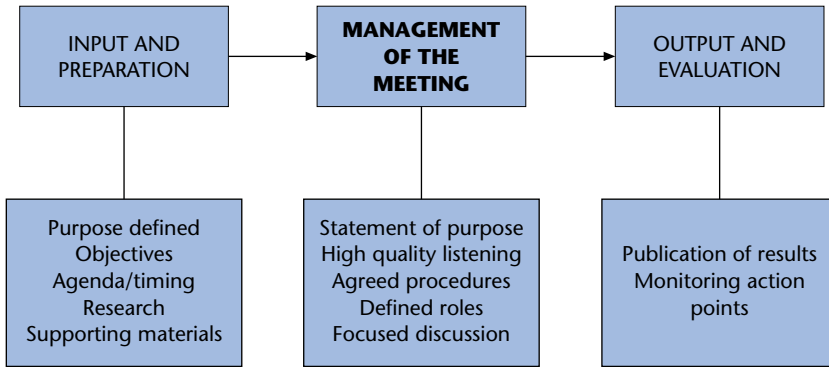 INPUT AND
PREPARATION
MANAGEMENT
OF THE
MEETING
OUTPUT AND
EVALUATION
Purpose defined
Objectives
Agenda/timing
Research
Supporting materials
Statement of purpose
High quality listening
Agreed procedures
Defined roles
Focused discussion
Publication of results
Monitoring action
points